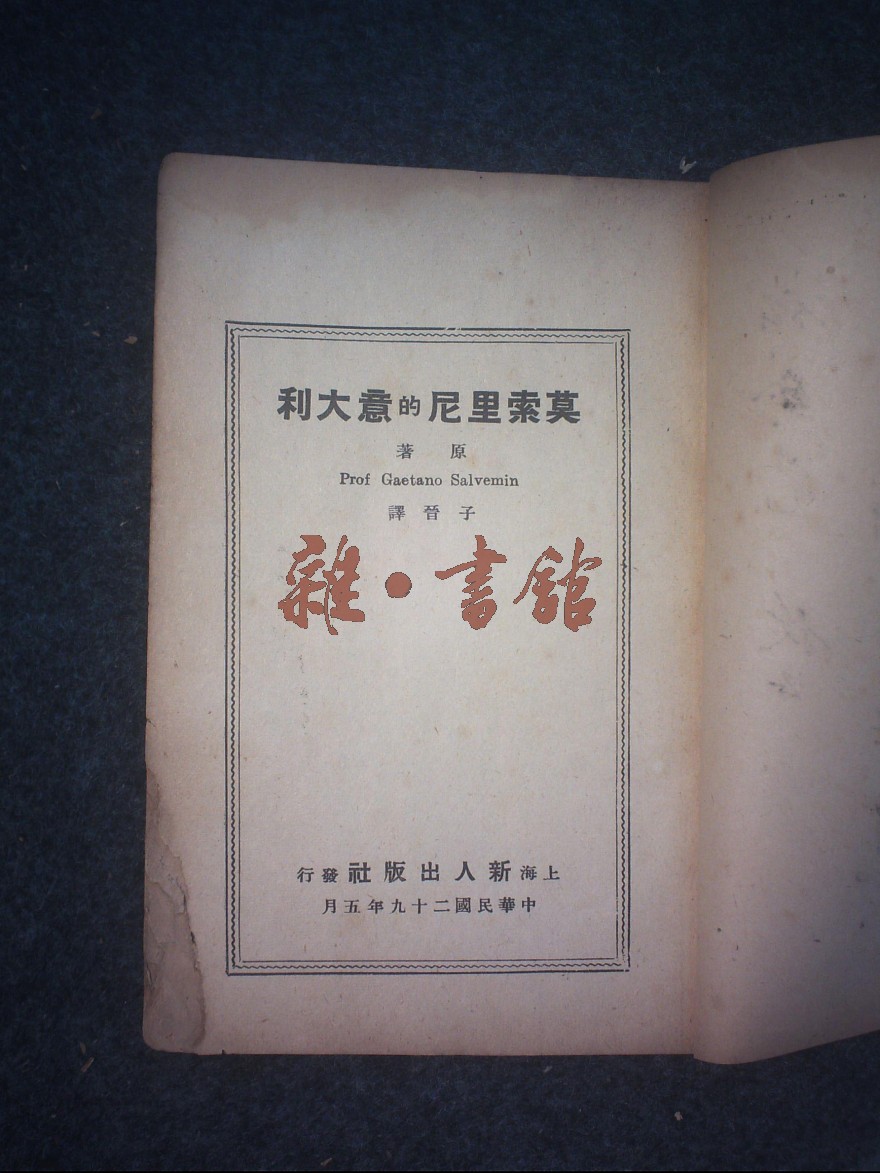 莫索里尼的意大利
原著
Prof Gaetano Salvemin
子晉譯
雜·書館
上海新人出版社發行
中華民國二十九年五月